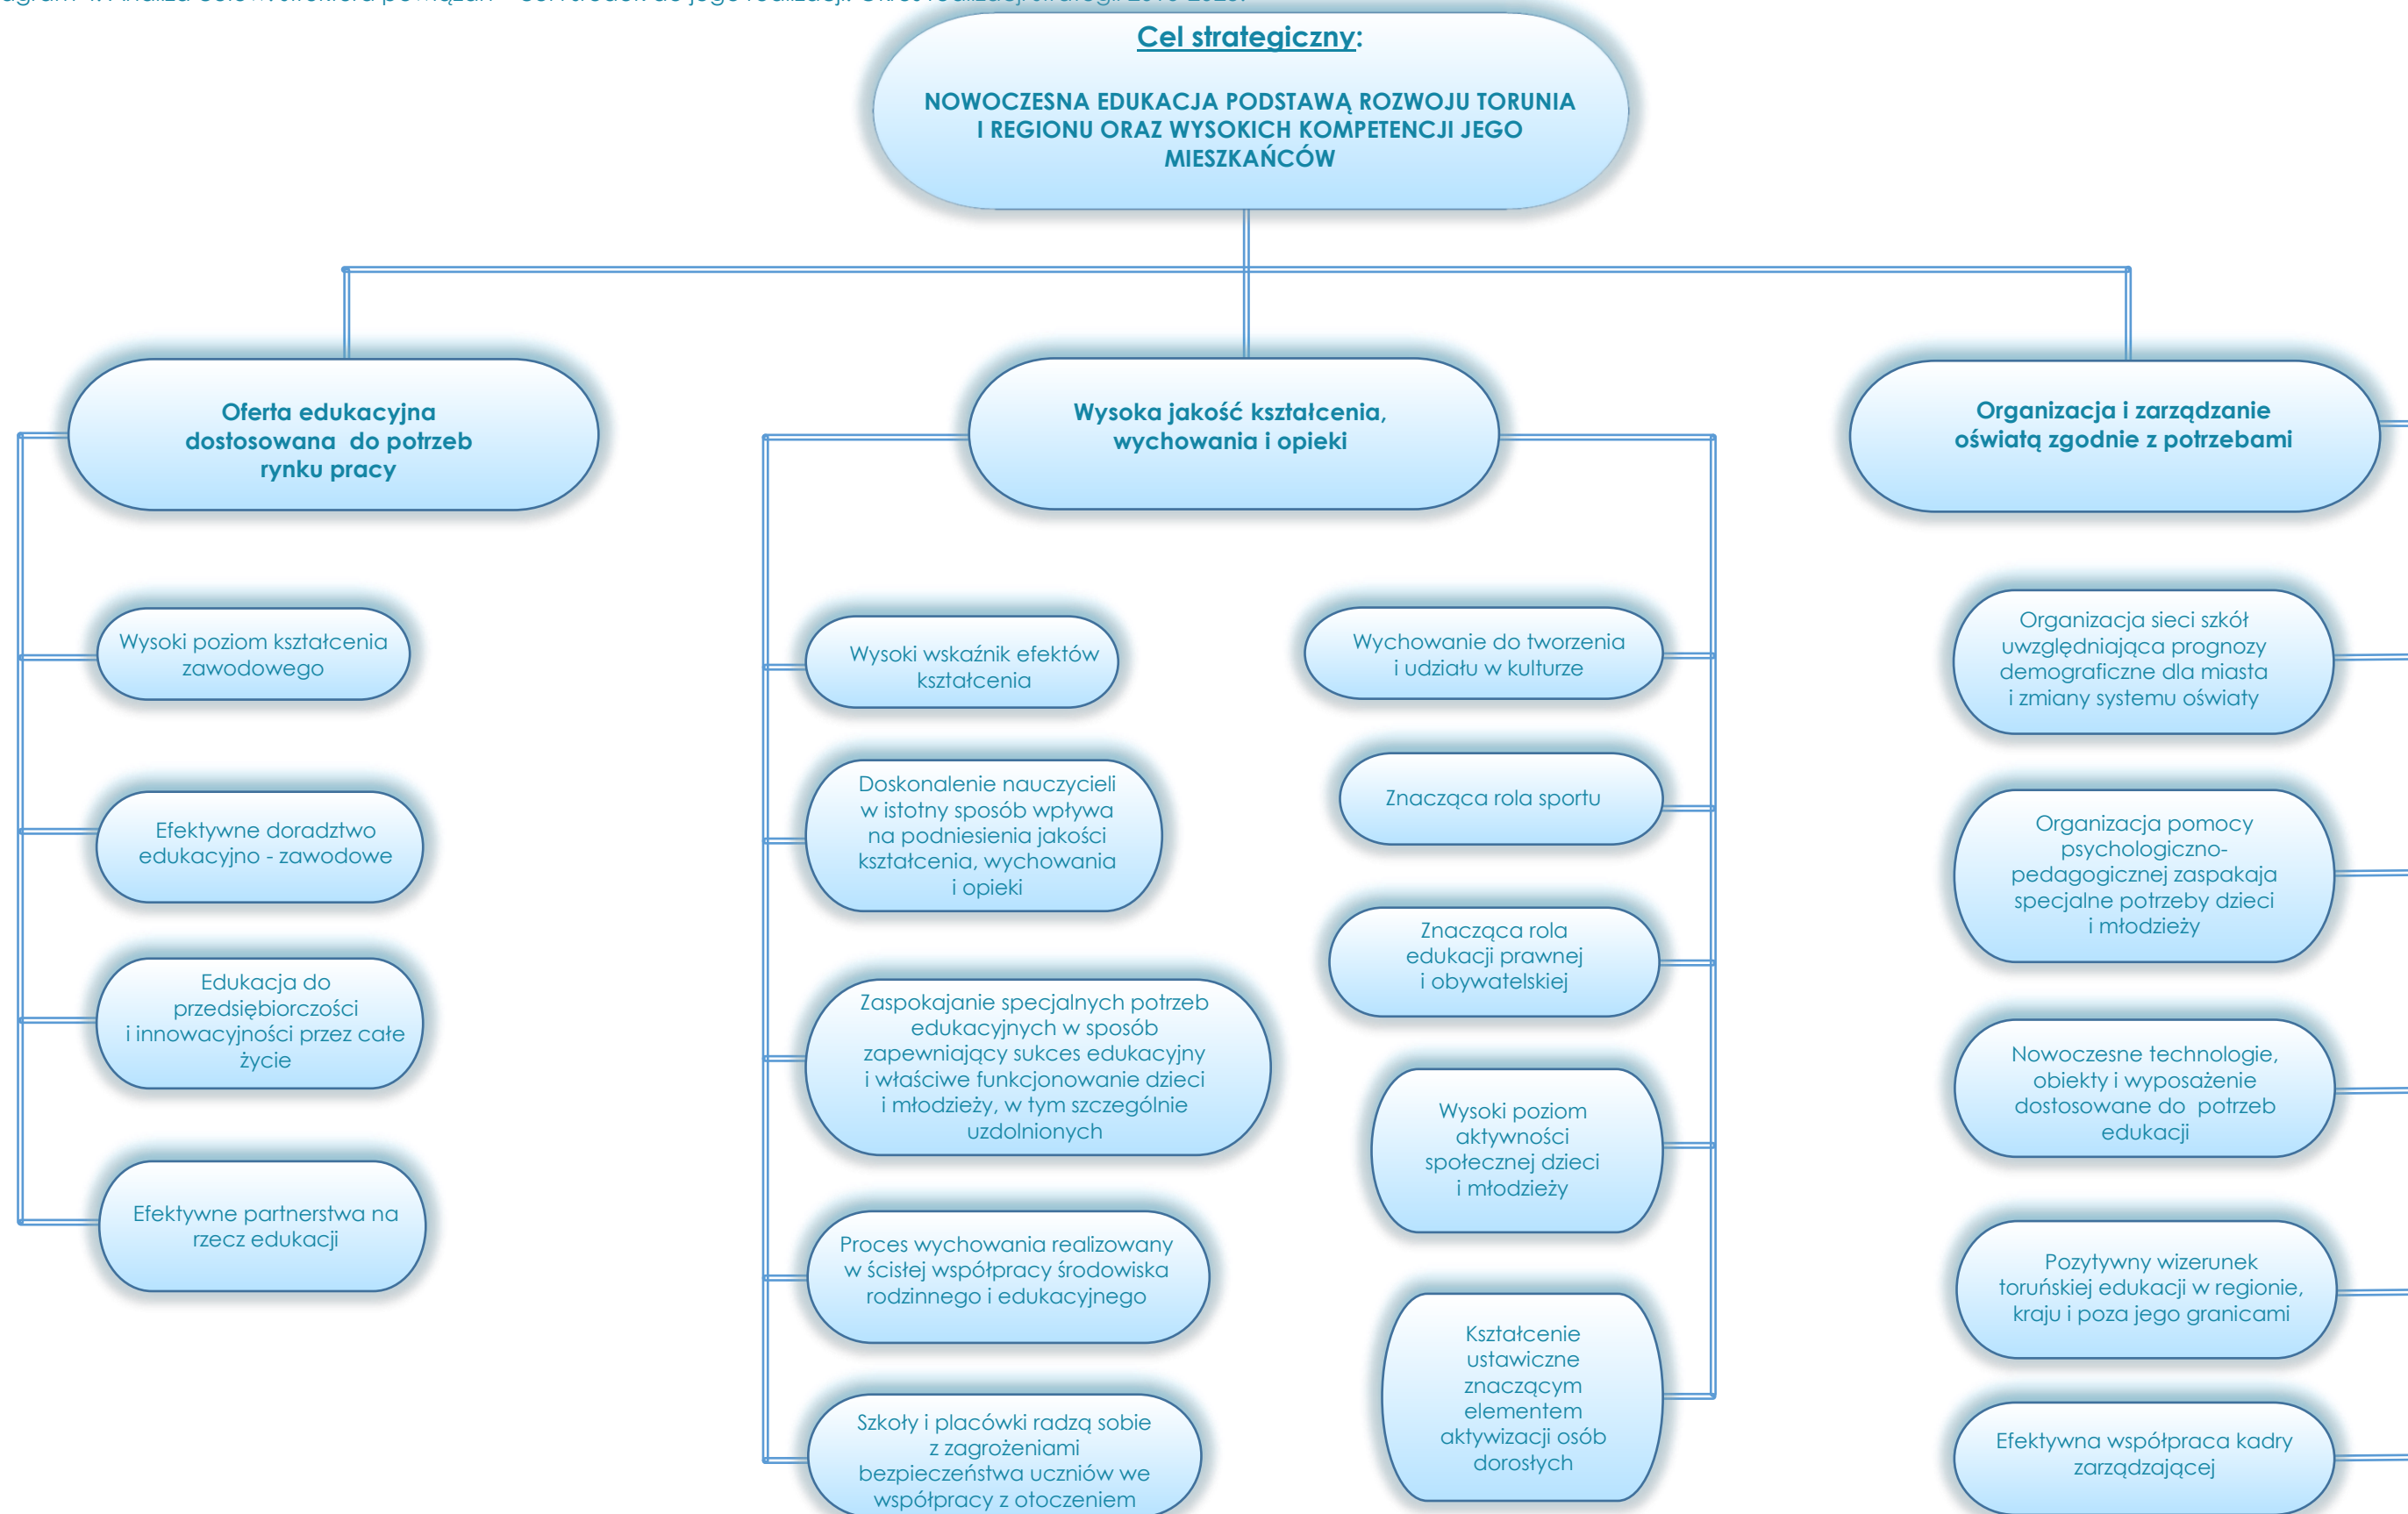 Cel strategiczny:
NOWOCZESNA EDUKACJA PODSTAWĄ ROZWOJU TORUNIA
I REGIONU ORAZ WYSOKICH KOMPETENCJI JEGO
MIESZKAŃCÓW
Oferta edukacyjna
dostosowana do potrzeb
rynku pracy
Wysoki poziom kształcenia
zawodowego
Efektywne doradztwo
edukacyjno - zawodowe
Edukacja do
przedsiębiorczości
i innowacyjności przez całe
życie
Efektywne partnerstwa na
rzecz edukacji
Wysoka jakość kształcenia,
wychowania i opieki
Wysoki wskaźnik efektów
kształcenia
Doskonalenie nauczycieli
w istotny sposób wpływa
na podniesienia jakości
kształcenia, wychowania
i opieki
Zaspokajanie specjalnych potrzeb
edukacyjnych w sposób
zapewniający sukces edukacyjny
i właściwe funkcjonowanie dzieci
i młodzieży, w tym szczególnie
uzdolnionych
Proces wychowania realizowany
w ścisłej współpracy środowiska
rodzinnego i edukacyjnego
Szkoły i placówki radzą sobie
z zagrożeniami
bezpieczeństwa uczniów we
współpracy z otoczeniem
Wychowanie do tworzenia
i udziału w kulturze
Znacząca rola sportu
Znacząca rola
edukacji prawnej
i obywatelskiej
Wysoki poziom
aktywności
społecznej dzieci
i młodzieży
Kształcenie
ustawiczne
znaczącym
elementem
aktywizacji osób
dorosłych
Organizacja i zarządzanie
oświatą zgodnie z potrzebami
Organizacja sieci szkół
uwzględniająca prognozy
demograficzne dla miasta
i zmiany systemu oświaty
Organizacja pomocy
psychologiczno-
pedagogicznej zaspakaja
specjalne potrzeby dzieci
i młodzieży
Nowoczesne technologie,
obiekty i wyposażenie
dostosowane do potrzeb
edukacji
Pozytywny wizerunek
toruńskiej edukacji w regionie,
kraju i poza jego granicami
Efektywna współpraca kadry
zarządzającej